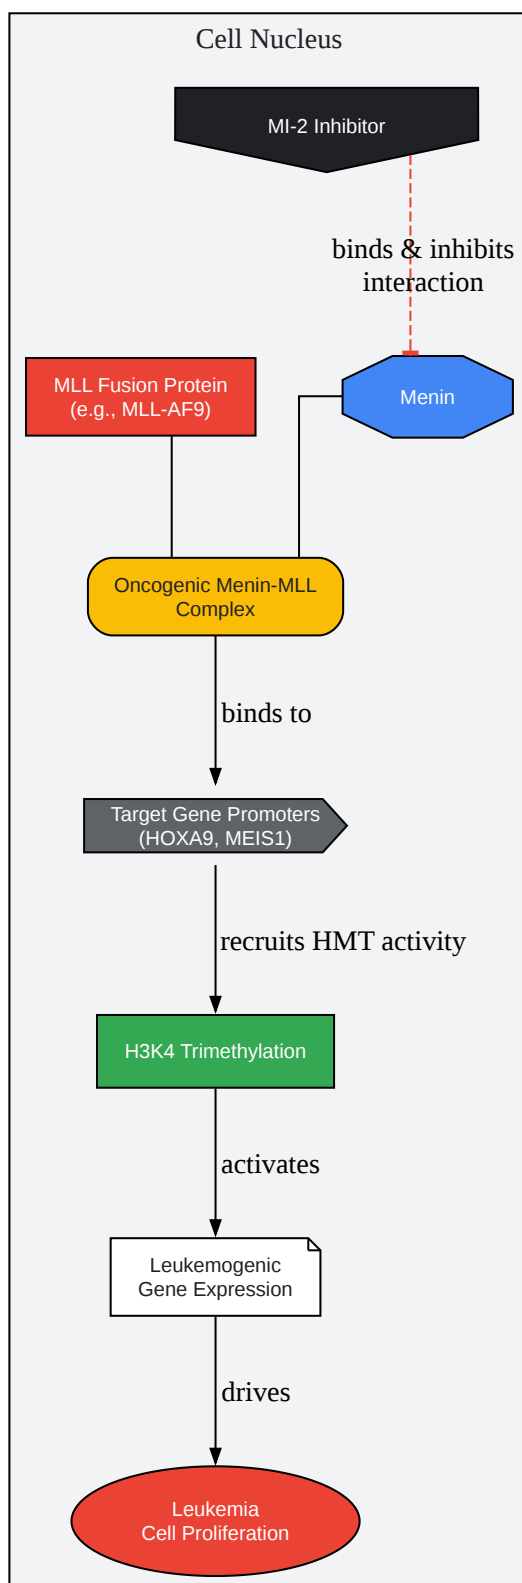 Cell Nucleus
MI-2 Inhibitor
binds & inhibits
interaction
MLL Fusion Protein
(e.g., MLL-AF9)
Menin
Oncogenic Menin-MLL
Complex
binds to
Target Gene Promoters
(HOXA9, MEIS1)
recruits HMT activity
H3K4 Trimethylation
activates
Leukemogenic
Gene Expression
drives
Leukemia
Cell Proliferation